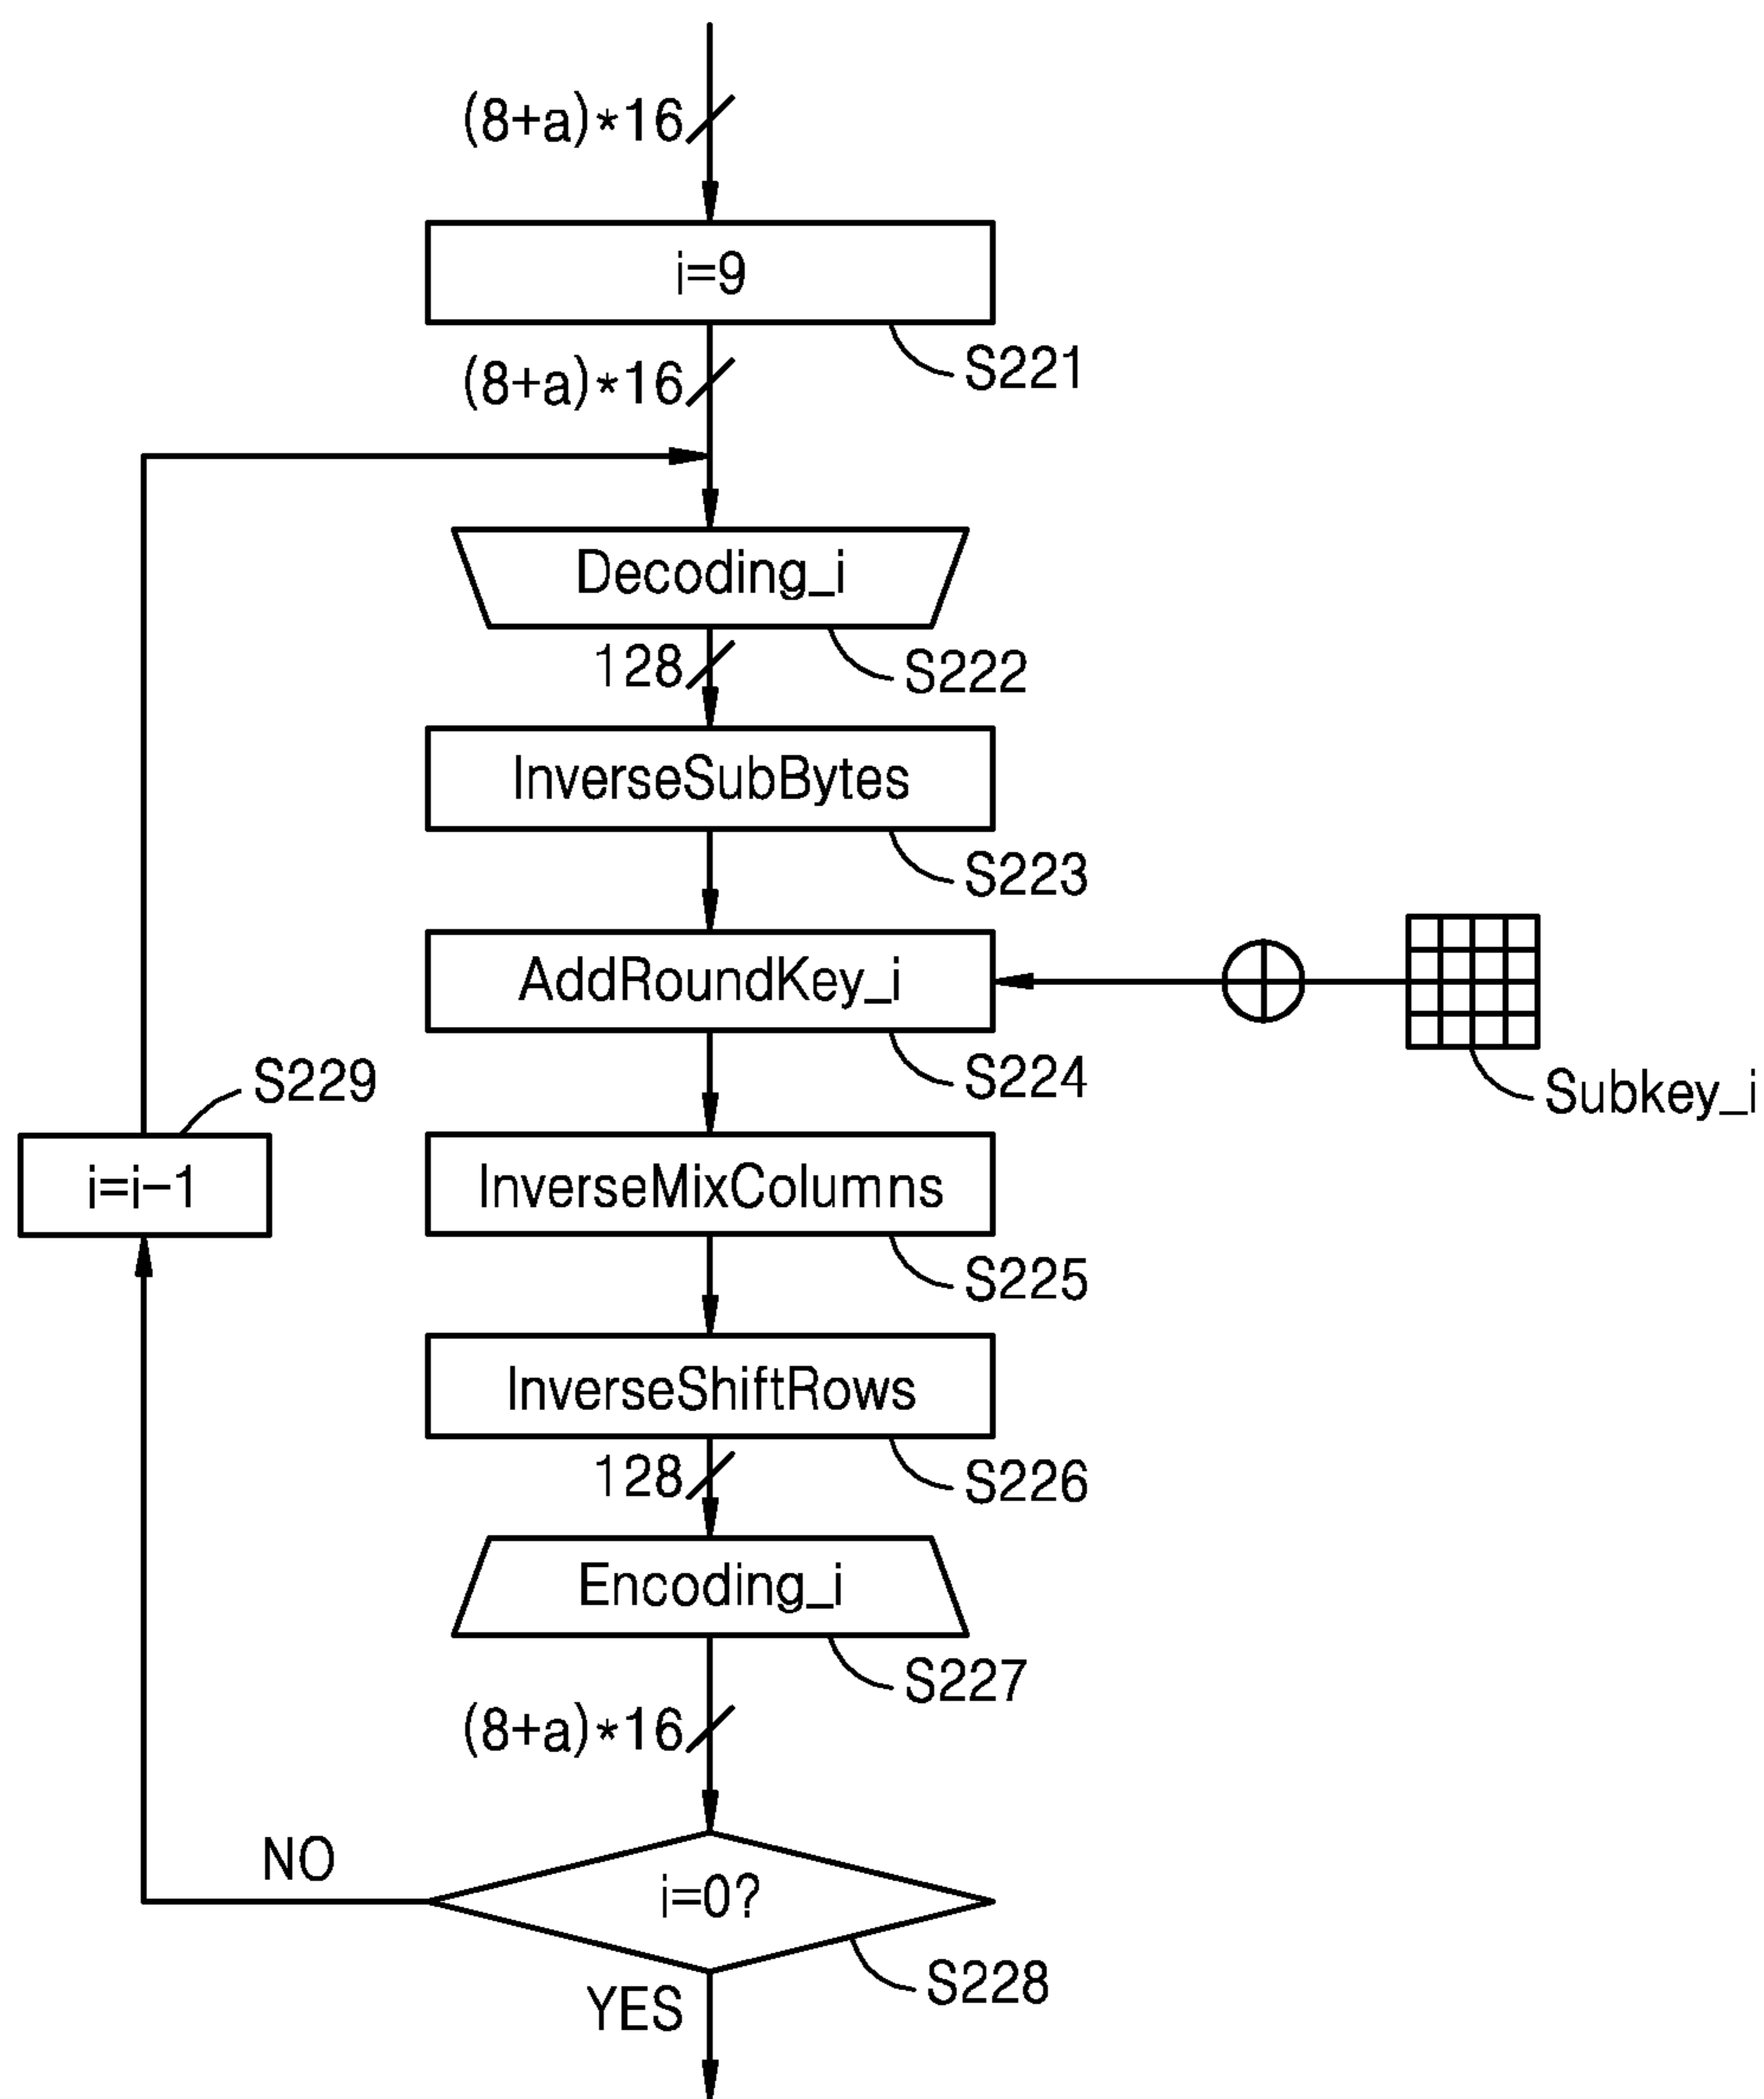 (8+a)*16
i=9
S221
(8+a)*16
Decoding_i
S222
128
InverseSubBytes
S223
AddRoundKey_i
S224
Subkey_i
S229
i=i-1
InverseMixColumns
S225
InverseShiftRows
S226
128
Encoding_i
S227
(8+a)*16
NO
i=0?
S228
YES